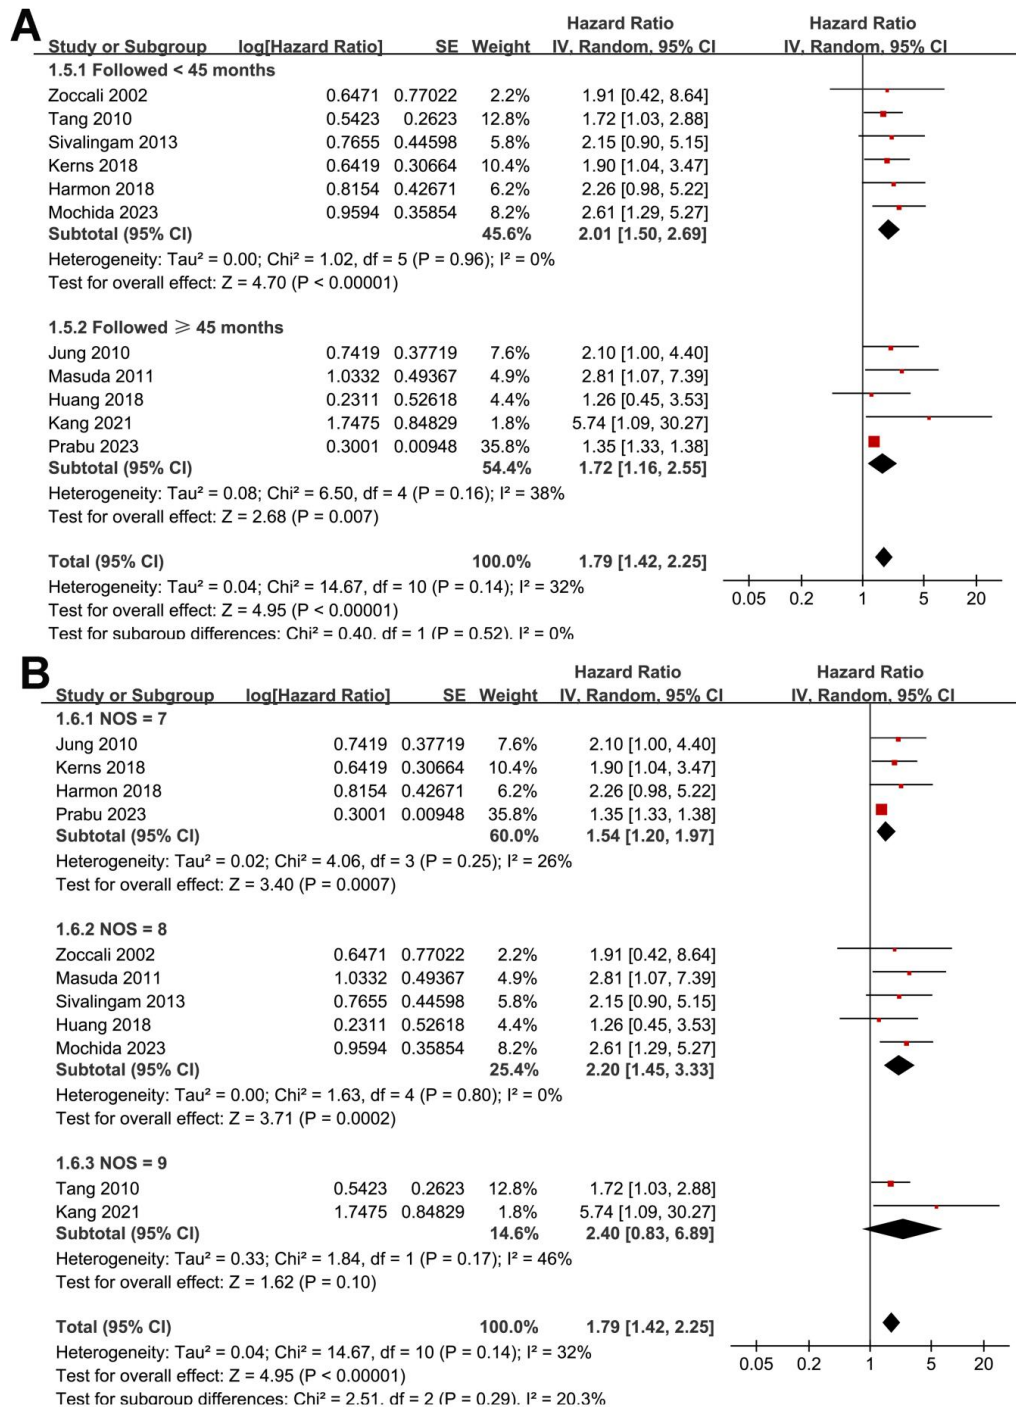 A
Hazard Ratio Hazard Ratio
Study or Subgroup log[Hazard Ratio] SE Weight IV, Random, 95% CI IV, Random, 95% CI
1.5.1 Followed < 45 months
Zoccali 2002 0.6471 0.77022 2.2% 1.91 [0.42, 8.64]
Tang 2010 0.5423 0.2623 12.8% 1.72 [1.03, 2.88]
Sivalingam 2013 0.7655 0.44598 5.8% 2.15 [0.90, 5.15]
Kerns 2018 0.6419 0.30664 10.4% 1.90 [1.04, 3.47]
Harmon 2018 0.8154 0.42671 6.2% 2.26 [0.98, 5.22]
Mochida 2023 0.9594 0.35854 8.2% 2.61 [1.29, 5.27]
Subtotal (95% CI) 45.6% 2.01 [1.50, 2.69]
Heterogeneity: Tau² = 0.00; Chi² = 1.02, df = 5 (P = 0.96); I² = 0%
Test for overall effect: Z = 4.70 (P < 0.00001)
1.5.2 Followed ⩾ 45 months
Jung 2010 0.7419 0.37719 7.6% 2.10 [1.00, 4.40]
Masuda 2011 1.0332 0.49367 4.9% 2.81 [1.07, 7.39]
Huang 2018 0.2311 0.52618 4.4% 1.26 [0.45, 3.53]
Kang 2021 1.7475 0.84829 1.8% 5.74 [1.09, 30.27]
Prabu 2023 0.3001 0.00948 35.8% 1.35 [1.33, 1.38]
Subtotal (95% CI) 54.4% 1.72 [1.16, 2.55]
Heterogeneity: Tau² = 0.08; Chi² = 6.50, df = 4 (P = 0.16); I² = 38%
Test for overall effect: Z = 2.68 (P = 0.007)
Total (95% CI) 100.0% 1.79 [1.42, 2.25]
Heterogeneity: Tau² = 0.04; Chi² = 14.67, df = 10 (P = 0.14); I² = 32%
Test for overall effect: Z = 4.95 (P < 0.00001)
Test for subgroup differences: Chi² = 0.40, df = 1 (P = 0.52), I² = 0%
0.05 0.2 1 5 20
B
Hazard Ratio Hazard Ratio
Study or Subgroup log[Hazard Ratio] SE Weight IV, Random, 95% CI IV, Random, 95% CI
1.6.1 NOS = 7
Jung 2010 0.7419 0.37719 7.6% 2.10 [1.00, 4.40]
Kerns 2018 0.6419 0.30664 10.4% 1.90 [1.04, 3.47]
Harmon 2018 0.8154 0.42671 6.2% 2.26 [0.98, 5.22]
Prabu 2023 0.3001 0.00948 35.8% 1.35 [1.33, 1.38]
Subtotal (95% CI) 60.0% 1.54 [1.20, 1.97]
Heterogeneity: Tau² = 0.02; Chi² = 4.06, df = 3 (P = 0.25); I² = 26%
Test for overall effect: Z = 3.40 (P = 0.0007)
1.6.2 NOS = 8
Zoccali 2002 0.6471 0.77022 2.2% 1.91 [0.42, 8.64]
Masuda 2011 1.0332 0.49367 4.9% 2.81 [1.07, 7.39]
Sivalingam 2013 0.7655 0.44598 5.8% 2.15 [0.90, 5.15]
Huang 2018 0.2311 0.52618 4.4% 1.26 [0.45, 3.53]
Mochida 2023 0.9594 0.35854 8.2% 2.61 [1.29, 5.27]
Subtotal (95% CI) 25.4% 2.20 [1.45, 3.33]
Heterogeneity: Tau² = 0.00; Chi² = 1.63, df = 4 (P = 0.80); I² = 0%
Test for overall effect: Z = 3.71 (P = 0.0002)
1.6.3 NOS = 9
Tang 2010 0.5423 0.2623 12.8% 1.72 [1.03, 2.88]
Kang 2021 1.7475 0.84829 1.8% 5.74 [1.09, 30.27]
Subtotal (95% CI) 14.6% 2.40 [0.83, 6.89]
Heterogeneity: Tau² = 0.33; Chi² = 1.84, df = 1 (P = 0.17); I² = 46%
Test for overall effect: Z = 1.62 (P = 0.10)
Total (95% CI) 100.0% 1.79 [1.42, 2.25]
Heterogeneity: Tau² = 0.04; Chi² = 14.67, df = 10 (P = 0.14); I² = 32%
Test for overall effect: Z = 4.95 (P < 0.00001)
Test for subgroup differences: Chi² = 2.51, df = 2 (P = 0.29), I² = 20.3%
0.05 0.2 1 5 20